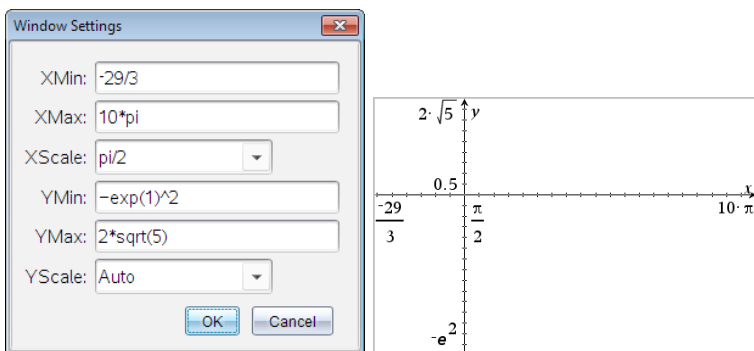 Window Settings
XMin: -29/3
XMax: 10*pi
XScale: pi/2
YMin: −exp(1)^2
YMax: 2*sqrt(5)
YScale: Auto
OK Cancel
2·√5 y
0.5 x
-29/3 π/2 10·π
-e²